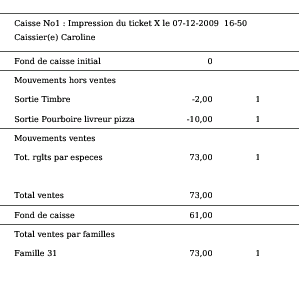 Caisse No1 : Impression du ticket X le 07-12-2009 16-50
Caissier(e) Caroline
Fond de caisse initial 0
Mouvements hors ventes
Sortie Timbre -2,00 1
Sortie Pourboire livreur pizza -10,00 1
Mouvements ventes
Tot. rglts par especes 73,00 1
Total ventes 73,00
Fond de caisse 61,00
Total ventes par familles
Famille 31 73,00 1